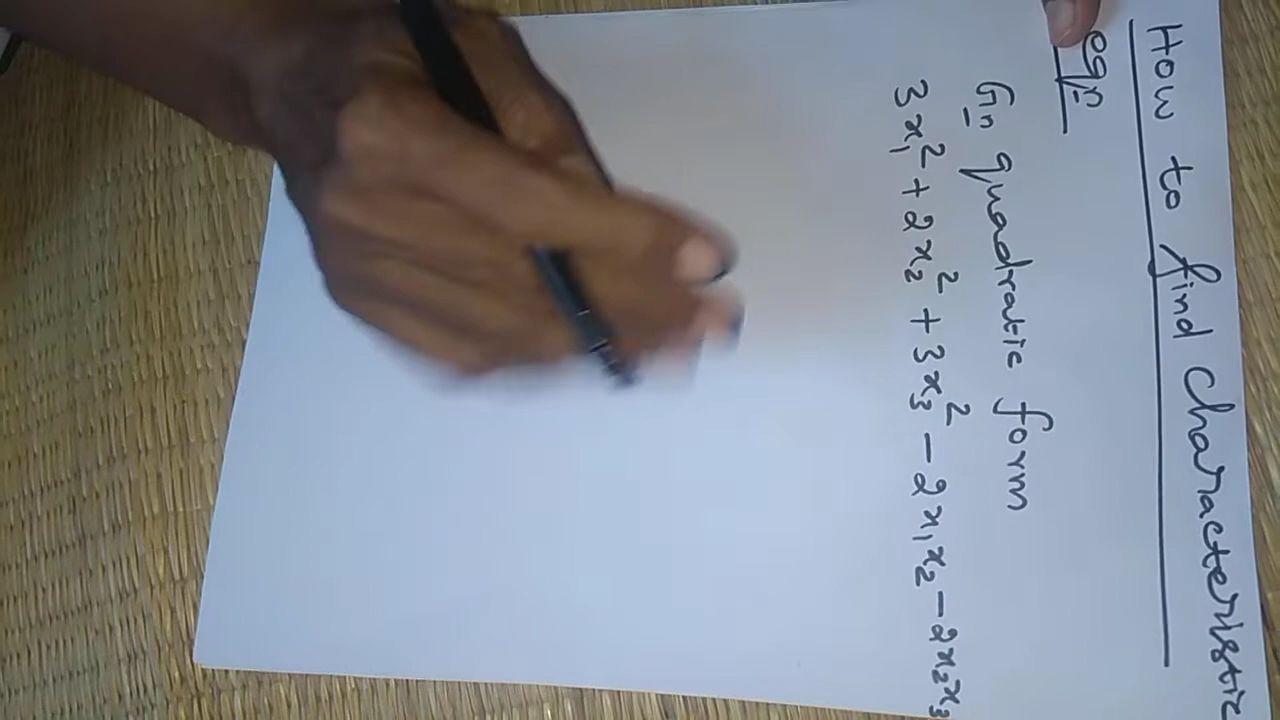 How to find characteristic
eqn
Gn quadratic form
3x₁² + 2x₂² + 3x₃² - 2x₁x₂ - 2x₂x₃